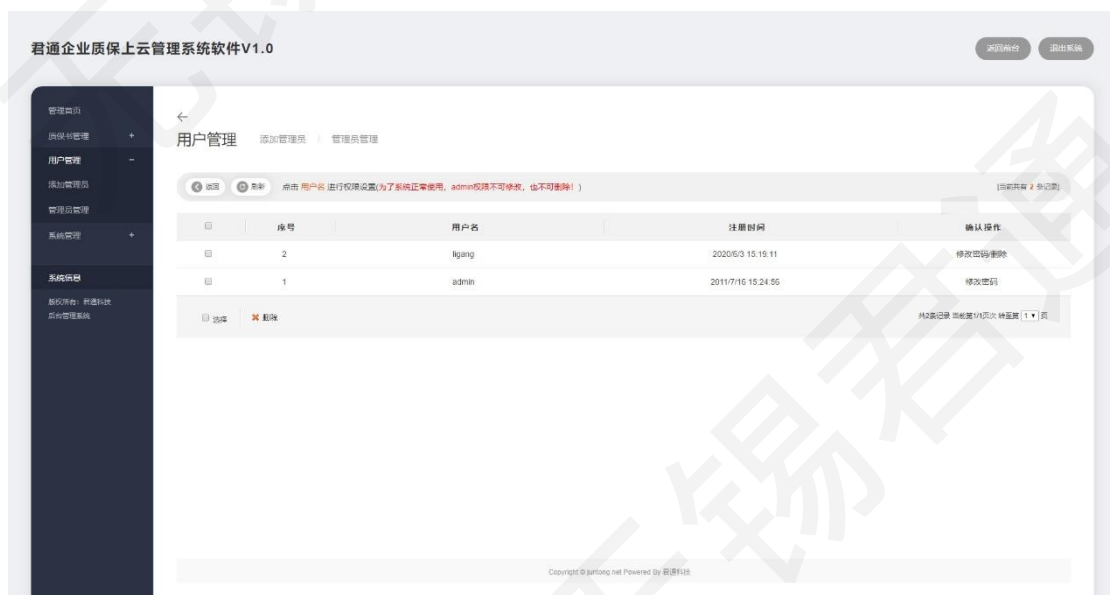 君通企业质保上云管理系统软件V1.0
返回前台 退出系统
管理首页
质保书管理 +
用户管理 -
添加管理员
管理员管理
系统管理 +
系统信息
版权所有：君通科技
后台管理系统
←
用户管理 添加管理员 / 管理员管理
返回 刷新 点击 用户名 进行权限设置(为了系统正常使用，admin权限不可修改，也不可删除！) [当前共有 2 条记录]
序号 用户名 注册时间 确认操作
2 ligang 2020/6/3 15:19:11 修改密码/删除
1 admin 2011/7/16 15:24:56 修改密码
选择 删除 共2条记录 当前第1/1页次 转至第 1 页
Copyright © juntong.net Powered By 君通科技
无锡君通